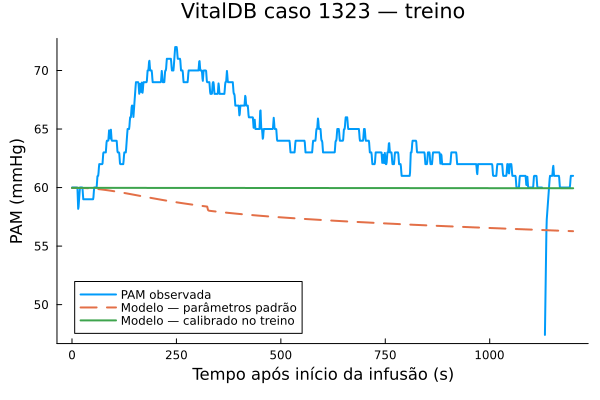 VitalDB caso 1323 — treino
PAM (mmHg)
70
65
60
55
50
PAM observada
Modelo — parâmetros padrão
Modelo — calibrado no treino
0
250
500
750
1000
Tempo após início da infusão (s)